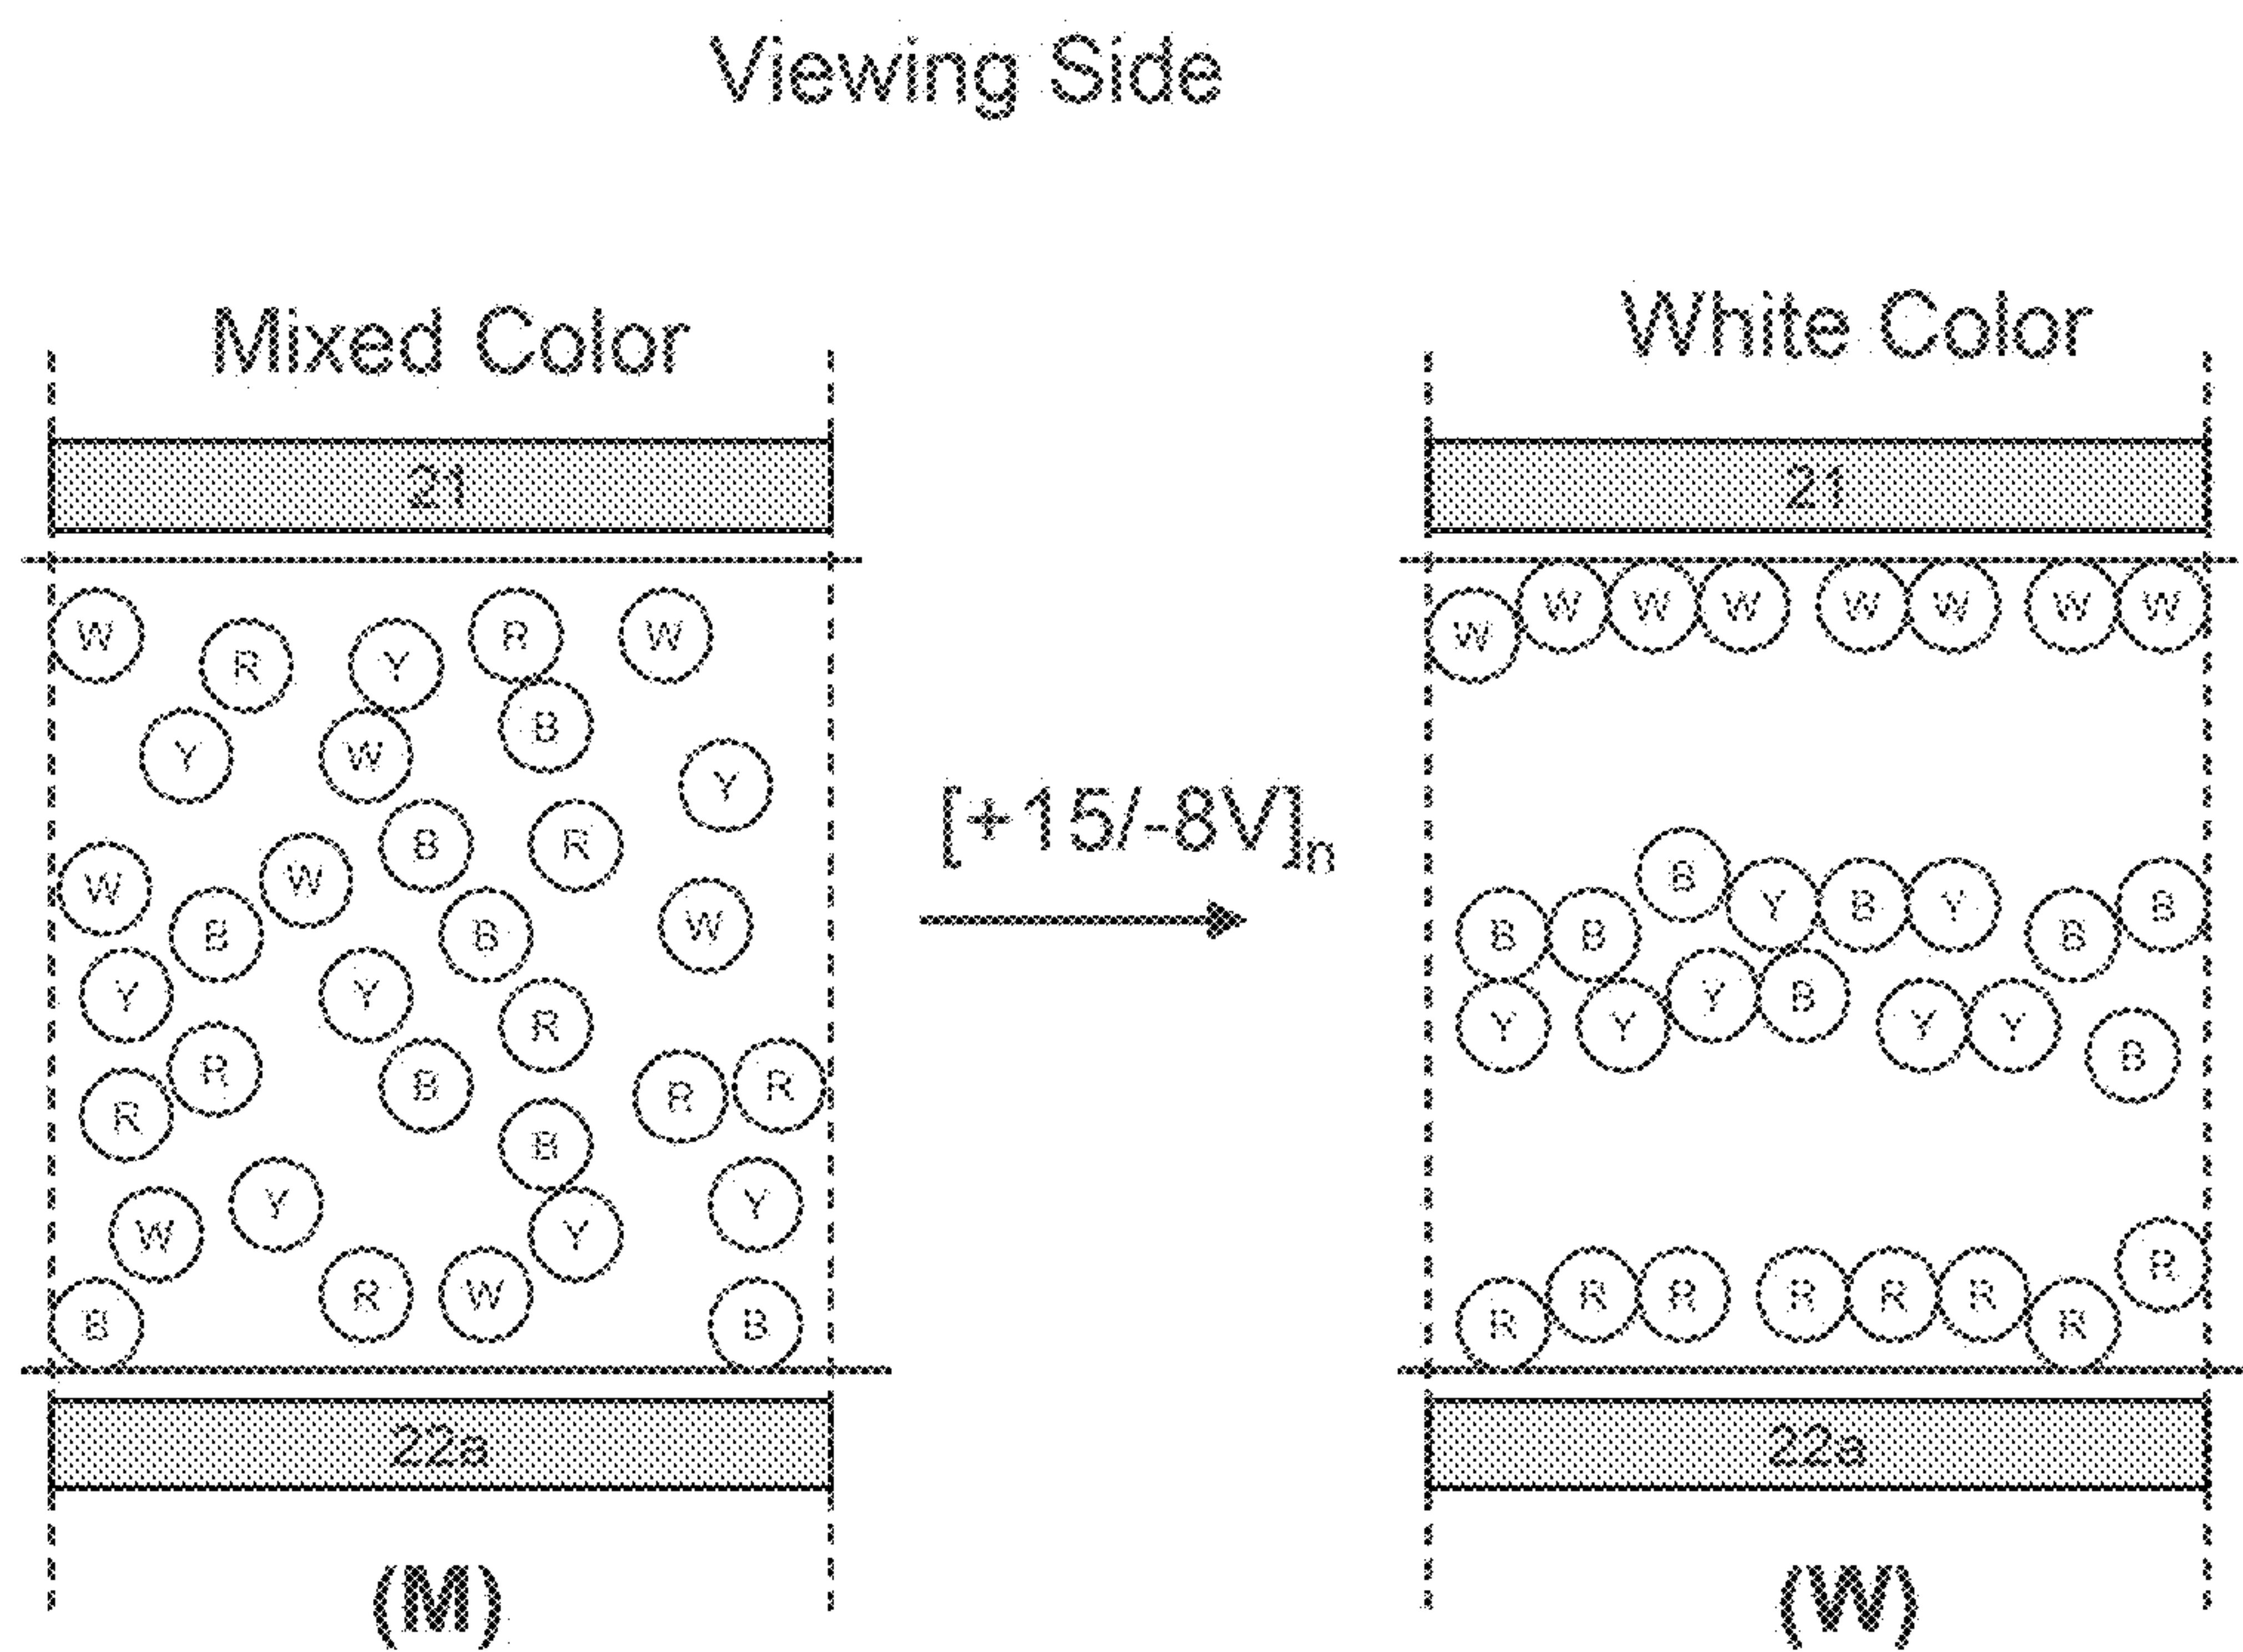 Viewing Side
Mixed Color White Color
21 21
W R Y R W W W W W W W W W
Y W B Y
[+15/-8V]n
W B W B R W
B B B Y B Y B B
B
Y Y R Y Y Y B Y Y B
R R B R R
B
W Y Y Y R
B R W B R R R R R R R
22a 22a
(M) (W)